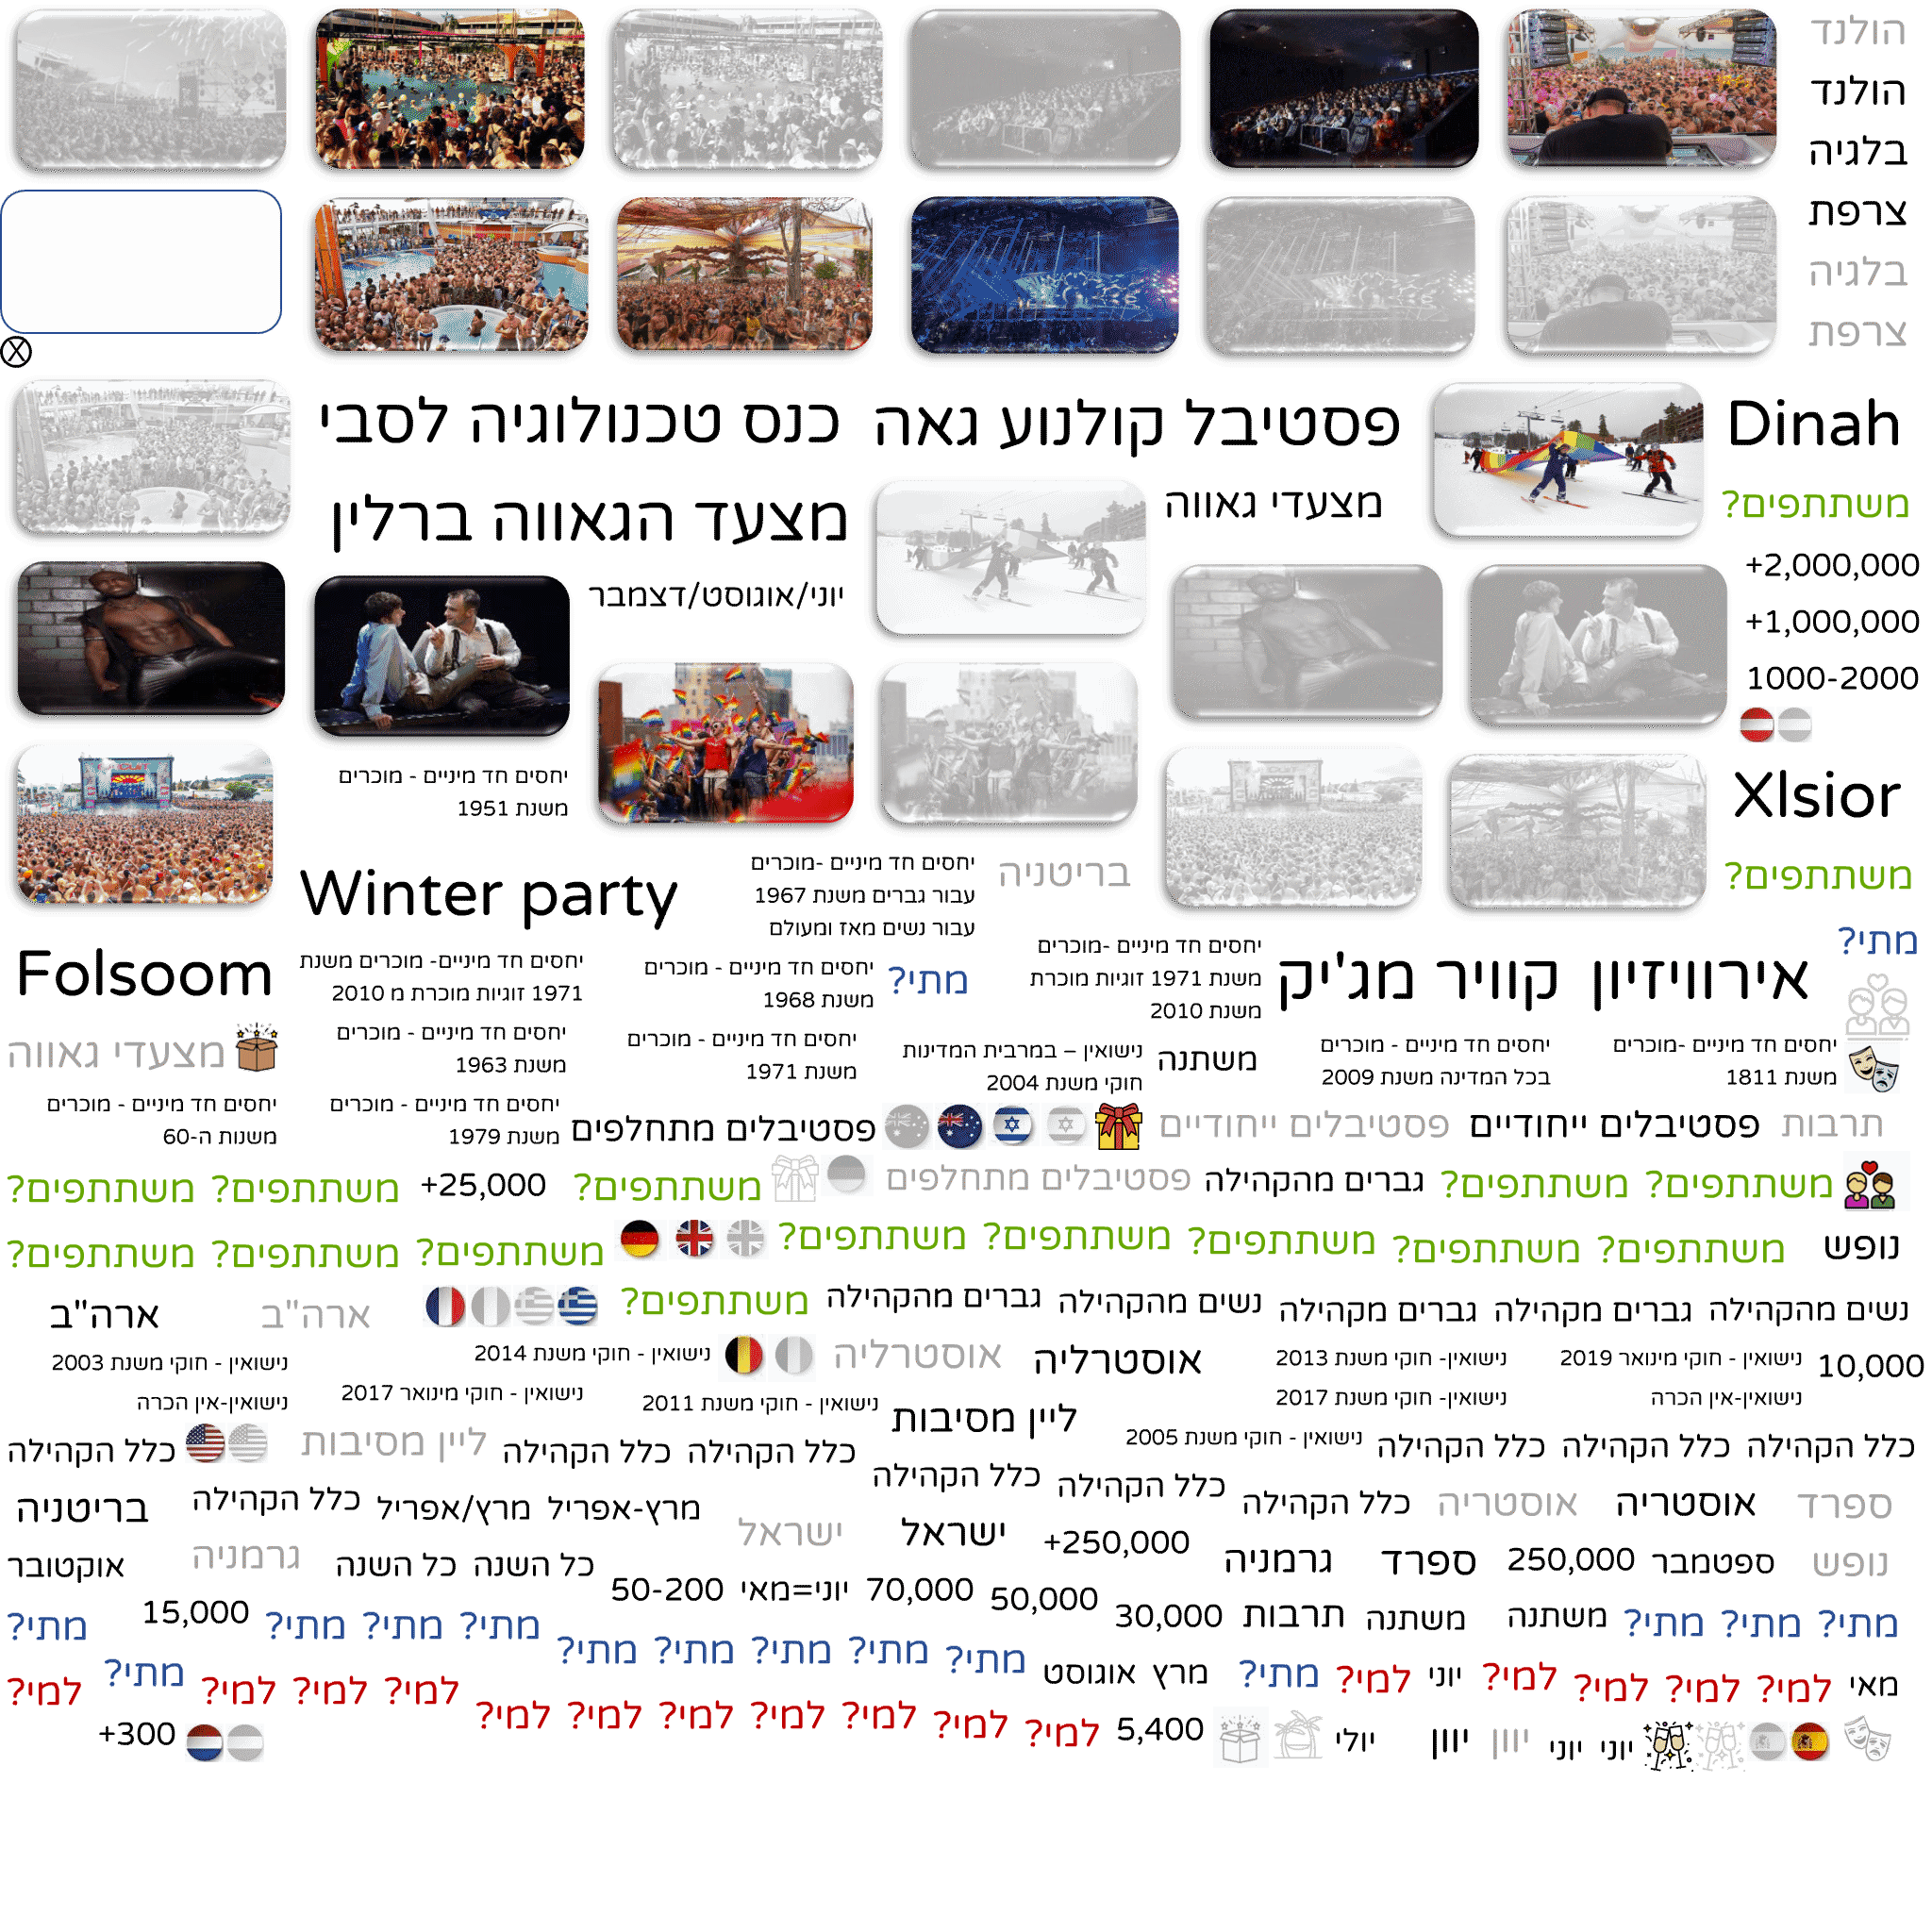 הולנד
הולנד
בלגיה
צרפת
בלגיה
צרפת
כנס טכנולוגיה לסבי
פסטיבל קולנוע גאה
Dinah
מצעד הגאווה ברלין
מצעדי גאווה
משתתפים?
יוני/אוגוסט/דצמבר
+2,000,000
+1,000,000
1000-2000
יחסים חד מיניים - מוכרים
משנת 1951
Xlsior
משתתפים?
Winter party
יחסים חד מיניים -מוכרים
עבור גברים משנת 1967
עבור נשים מאז ומעולם
בריטניה
מתי?
Folsoom
יחסים חד מיניים- מוכרים משנת
1971 זוגיות מוכרת מ 2010
יחסים חד מיניים - מוכרים
משנת 1968
מתי?
יחסים חד מיניים -מוכרים
משנת 1971 זוגיות מוכרת
2010
קוויר מג'יק
אירוויזיון
מצעדי גאווה
יחסים חד מיניים - מוכרים
משנת 1963
יחסים חד מיניים - מוכרים
משנת 1971
נישואין – במרבית המדינות
חוקי משנת 2004
משתנה
יחסים חד מיניים - מוכרים
בכל המדינה משנת 2009
יחסים חד מיניים -מוכרים
משנת 1811
יחסים חד מיניים - מוכרים
משנות ה-60
יחסים חד מיניים - מוכרים
משנת 1979
פסטיבלים מתחלפים
פסטיבלים ייחודיים
פסטיבלים ייחודיים
תרבות
משתתפים? משתתפים? +25,000 משתתפים?
פסטיבלים מתחלפים
גברים מהקהילה
משתתפים? משתתפים?
משתתפים? משתתפים? משתתפים?
משתתפים? משתתפים? משתתפים? משתתפים? משתתפים?
נופש
ארה"ב
ארה"ב
משתתפים?
גברים מהקהילה
נשים מהקהילה
גברים מקהילה
גברים מקהילה
נשים מהקהילה
נישואין - חוקי משנת 2003
נישואין - חוקי משנת 2014
אוסטרליה
אוסטרליה
נישואין- חוקי משנת 2013
נישואין - חוקי מינואר 2019
10,000
נישואין-אין הכרה
נישואין - חוקי מינואר 2017
נישואין - חוקי משנת 2011
ליין מסיבות
נישואין- חוקי משנת 2017
נישואין-אין הכרה
כלל הקהילה
ליין מסיבות
כלל הקהילה
כלל הקהילה
נישואין - חוקי משנת 2005
כלל הקהילה
כלל הקהילה
כלל הקהילה
בריטניה
כלל הקהילה
מרץ/אפריל
מרץ-אפריל
כלל הקהילה
כלל הקהילה
כלל הקהילה
אוסטריה
אוסטריה
ספרד
ישראל
ישראל
+250,000
אוקטובר
גרמניה
כל השנה
כל השנה
גרמניה
ספרד
250,000
ספטמבר
נופש
50-200
יוני=מאי
70,000
50,000
30,000
תרבות
משתנה
משתנה
מתי? מתי? מתי?
מתי?
15,000
מתי? מתי? מתי?
מתי? מתי? מתי? מתי? מתי?
מתי?
אוגוסט
מרץ
מתי?
למי?
יוני
למי?
למי? למי? למי?
מאי
למי?
למי? למי? למי?
למי? למי? למי? למי? למי? למי? למי?
+300
5,400
יולי
יוון
יוון
יוני
יוני